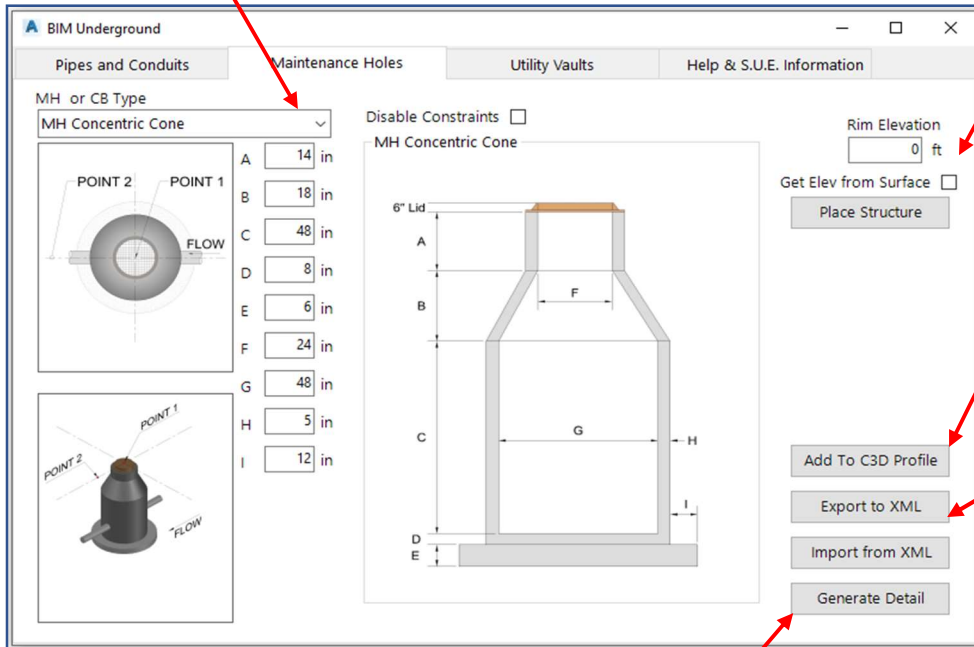 BIM Underground
Pipes and Conduits
Maintenance Holes
Utility Vaults
Help & S.U.E. Information
MH or CB Type
MH Concentric Cone
Disable Constraints
Rim Elevation
0 ft
Get Elev from Surface
Place Structure
POINT 2 POINT 1
FLOW
A 14 in
B 18 in
C 48 in
D 8 in
E 6 in
F 24 in
G 48 in
H 5 in
I 12 in
MH Concentric Cone
6" Lid
A
F
B
C
G
H
I
D
E
POINT 1
POINT 2
FLOW
Add To C3D Profile
Export to XML
Import from XML
Generate Detail